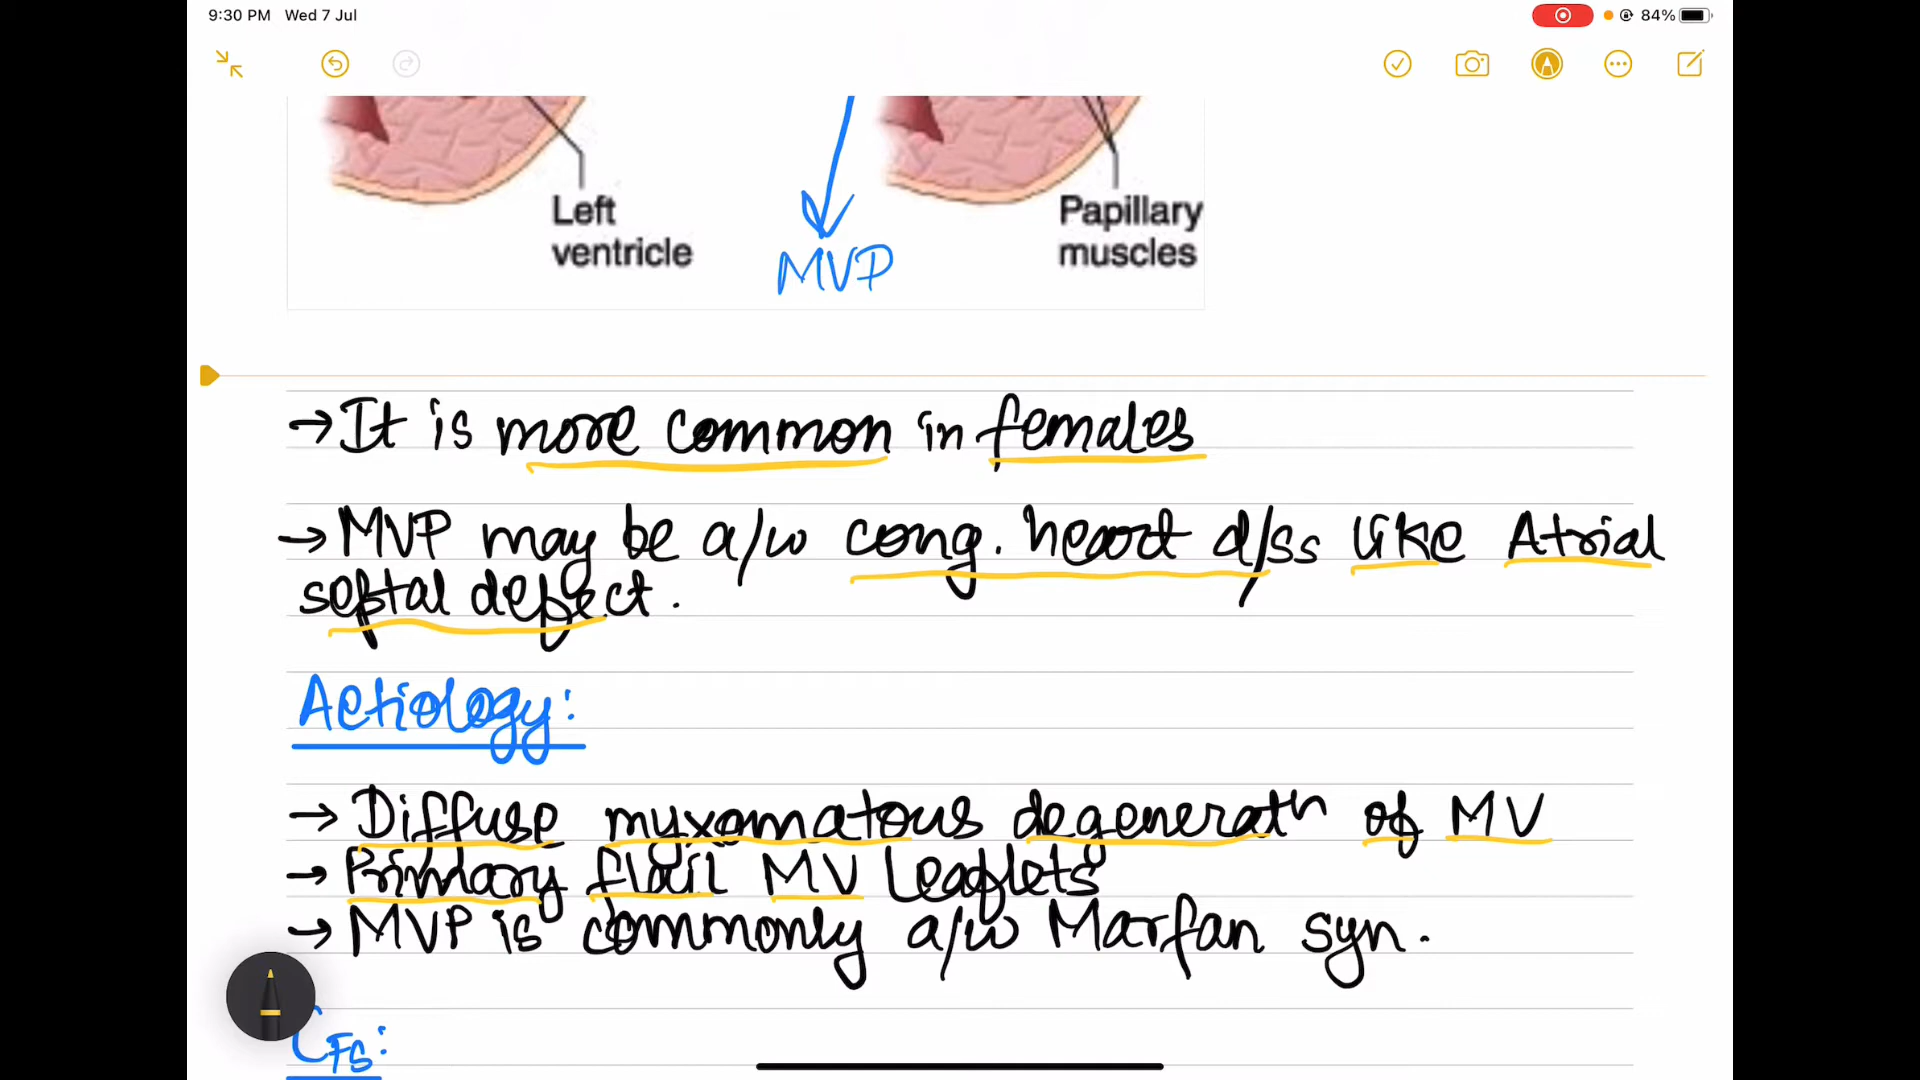 9:30 PM Wed 7 Jul
84%
Left
ventricle
MVP
Papillary
muscles
→ It is more common in females
→ MVP may be a/w cong. heart d/ss like Atrial
septal defect.
Aetiology:
→ Diffuse myxomatous degeneratⁿ of MV
→ Primary flail MV leaflets
→ MVP is commonly a/w Marfan syn.
CFs: